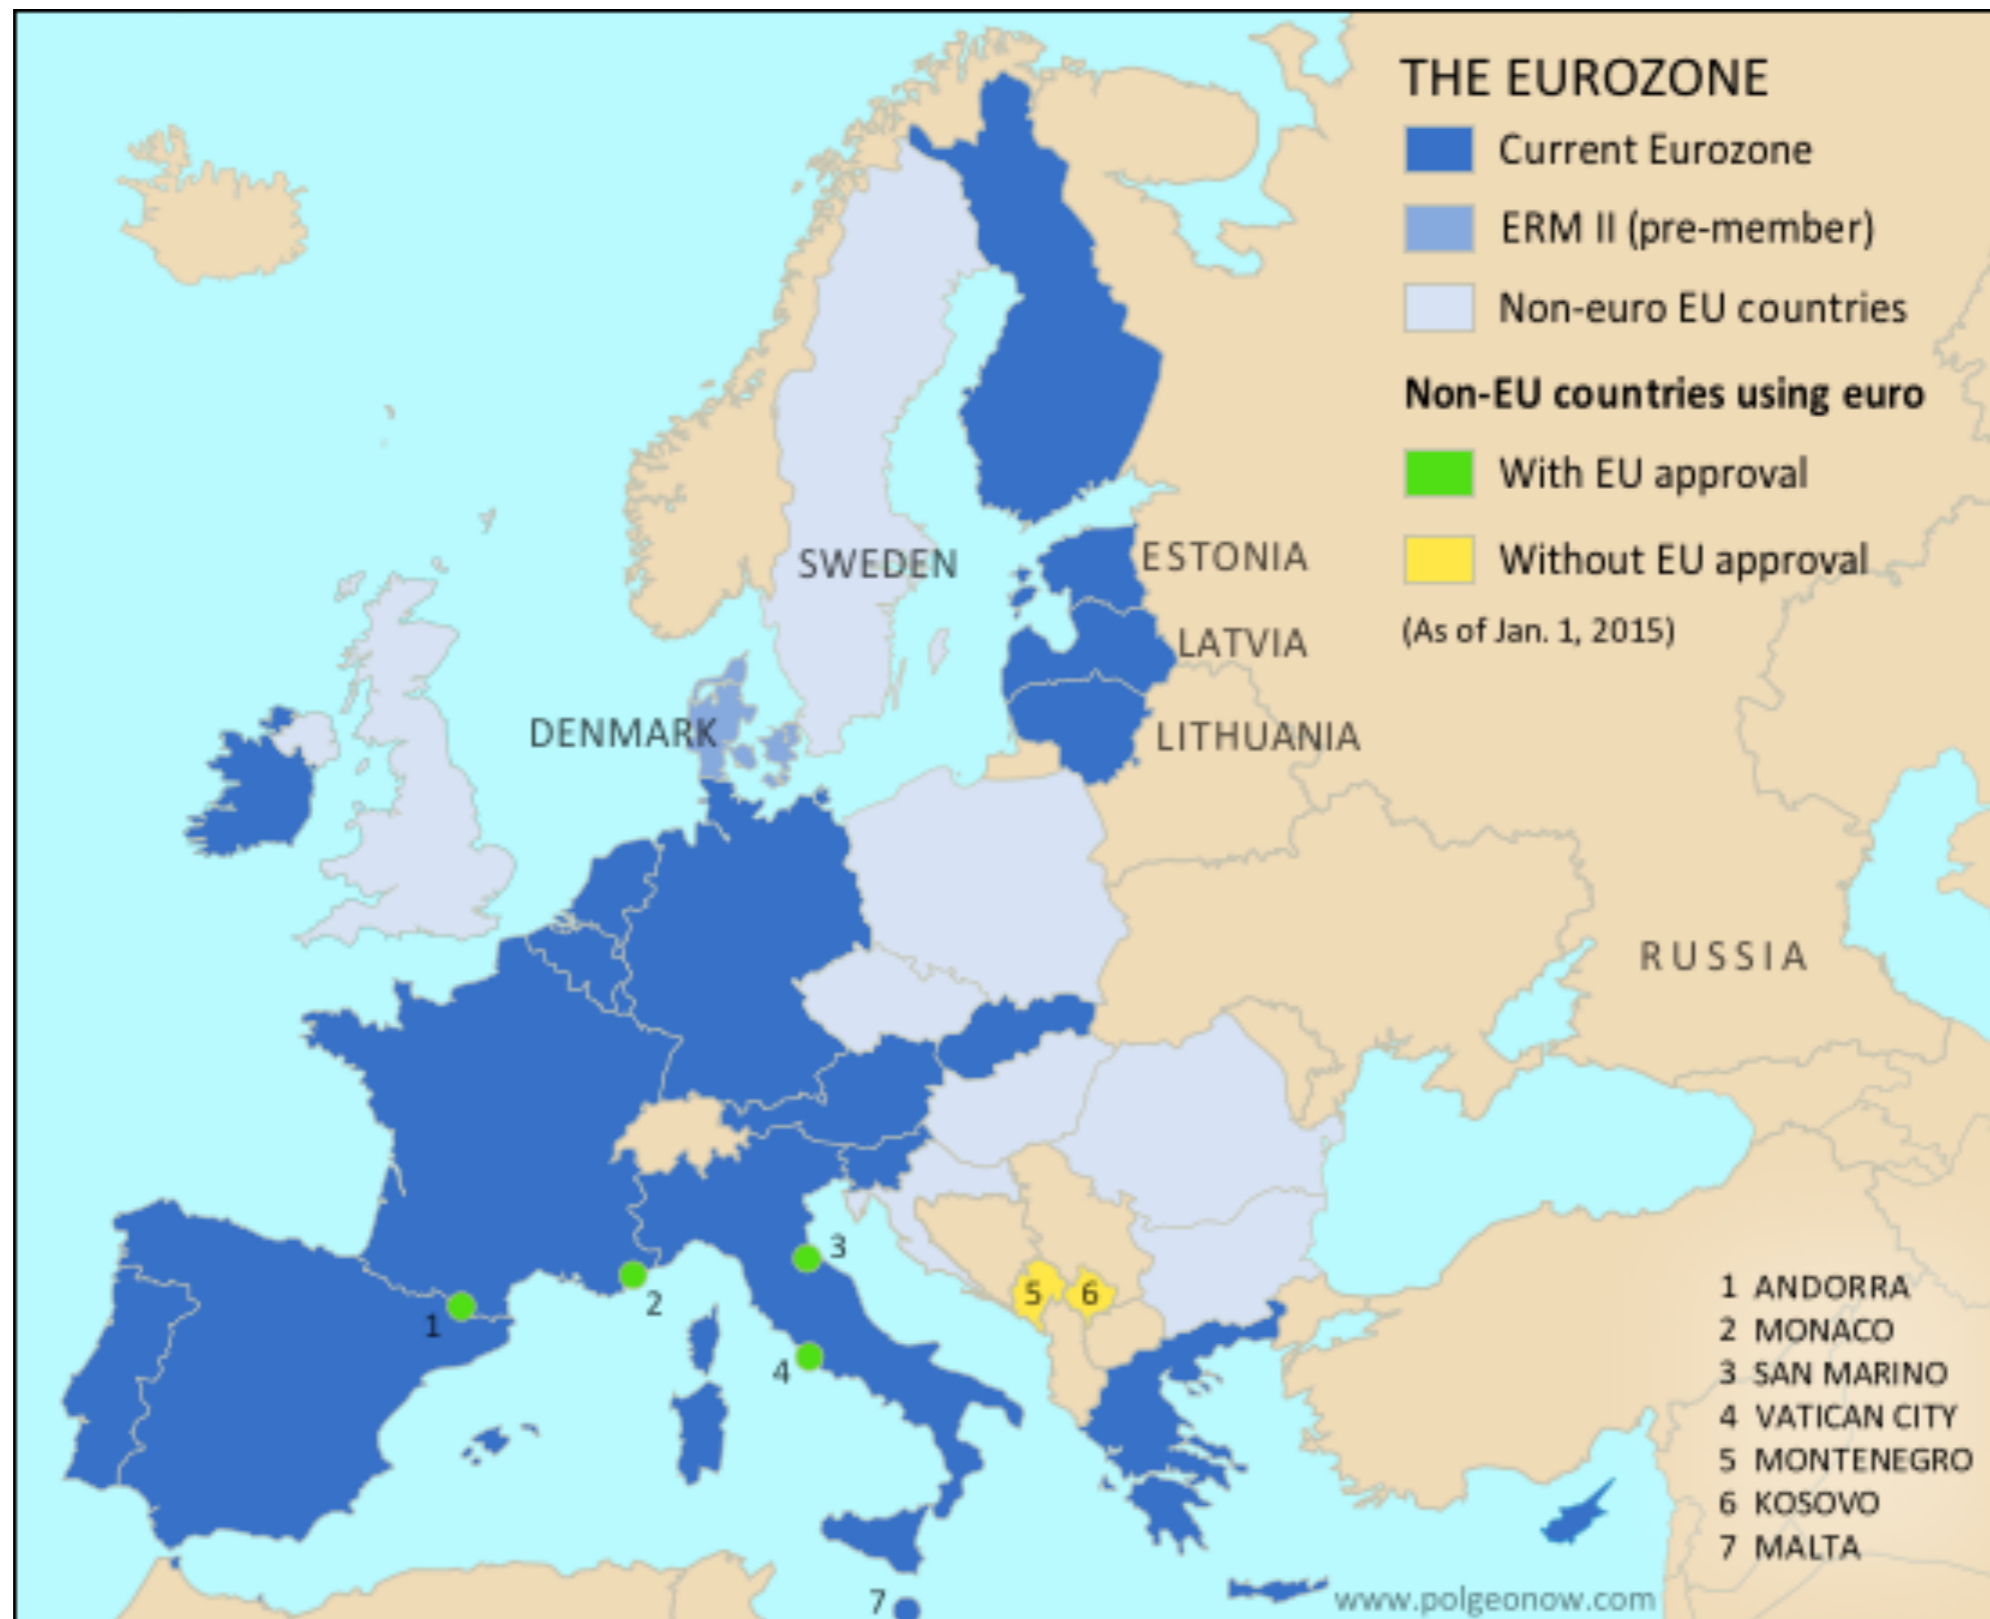 THE EUROZONE
Current Eurozone
ERM II (pre-member)
Non-euro EU countries
Non-EU countries using euro
With EU approval
Without EU approval
(As of Jan. 1, 2015)
SWEDEN
ESTONIA
LATVIA
DENMARK
LITHUANIA
RUSSIA
3
5
6
2
1
4
7
1 ANDORRA
2 MONACO
3 SAN MARINO
4 VATICAN CITY
5 MONTENEGRO
6 KOSOVO
7 MALTA
www.polgeonow.com